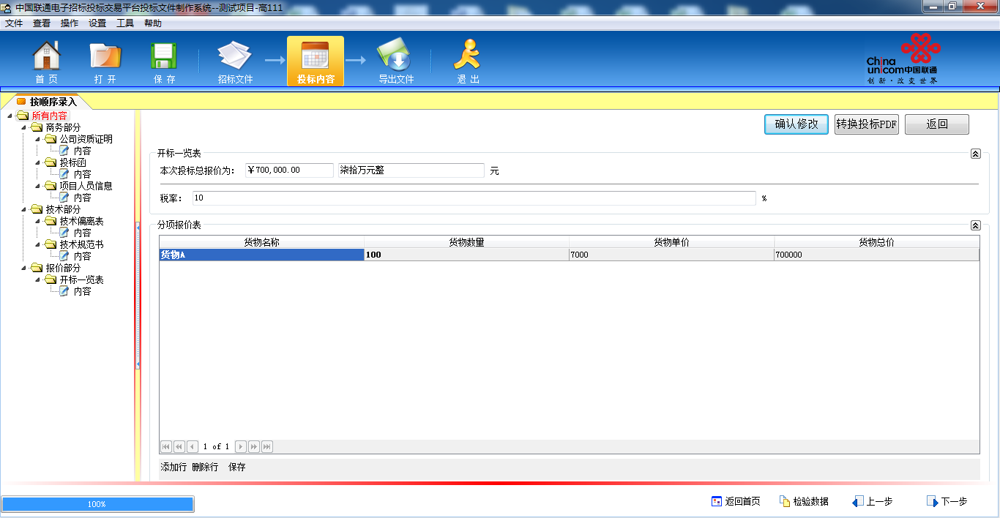 中国联通电子招标投标交易平台投标文件制作系统--测试项目-高111
文件 查看 操作 设置 工具 帮助
首 页 打 开 保 存 招标文件 投标内容 导出文件 退 出
China unicom中国联通
创新·改变世界
按顺序录入
所有内容
商务部分
公司资质证明
内容
投标函
内容
项目人员信息
内容
技术部分
技术偏离表
内容
技术规范书
内容
报价部分
开标一览表
内容
确认修改 转换投标PDF 返回
开标一览表
本次投标总报价为: ￥700,000.00 柒拾万元整 元
税率: 10 %
分项报价表
货物名称 货物数量 货物单价 货物总价
货物A 100 7000 700000
1 of 1
添加行 删除行 保存
100%
返回首页 检验数据 上一步 下一步